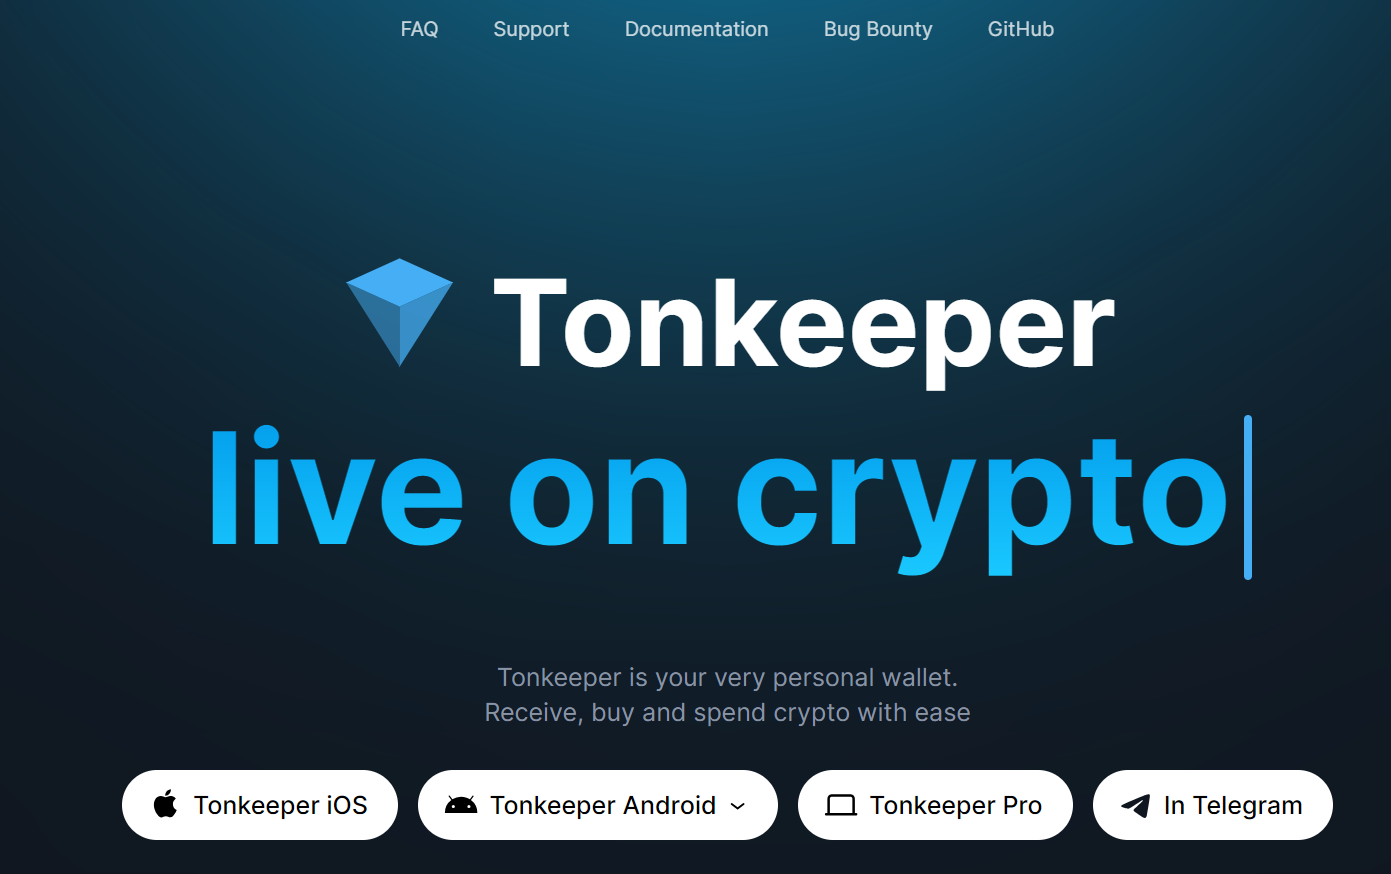 FAQ Support Documentation Bug Bounty GitHub
Tonkeeper
live on crypto
Tonkeeper is your very personal wallet.
Receive, buy and spend crypto with ease
Tonkeeper iOS Tonkeeper Android Tonkeeper Pro In Telegram